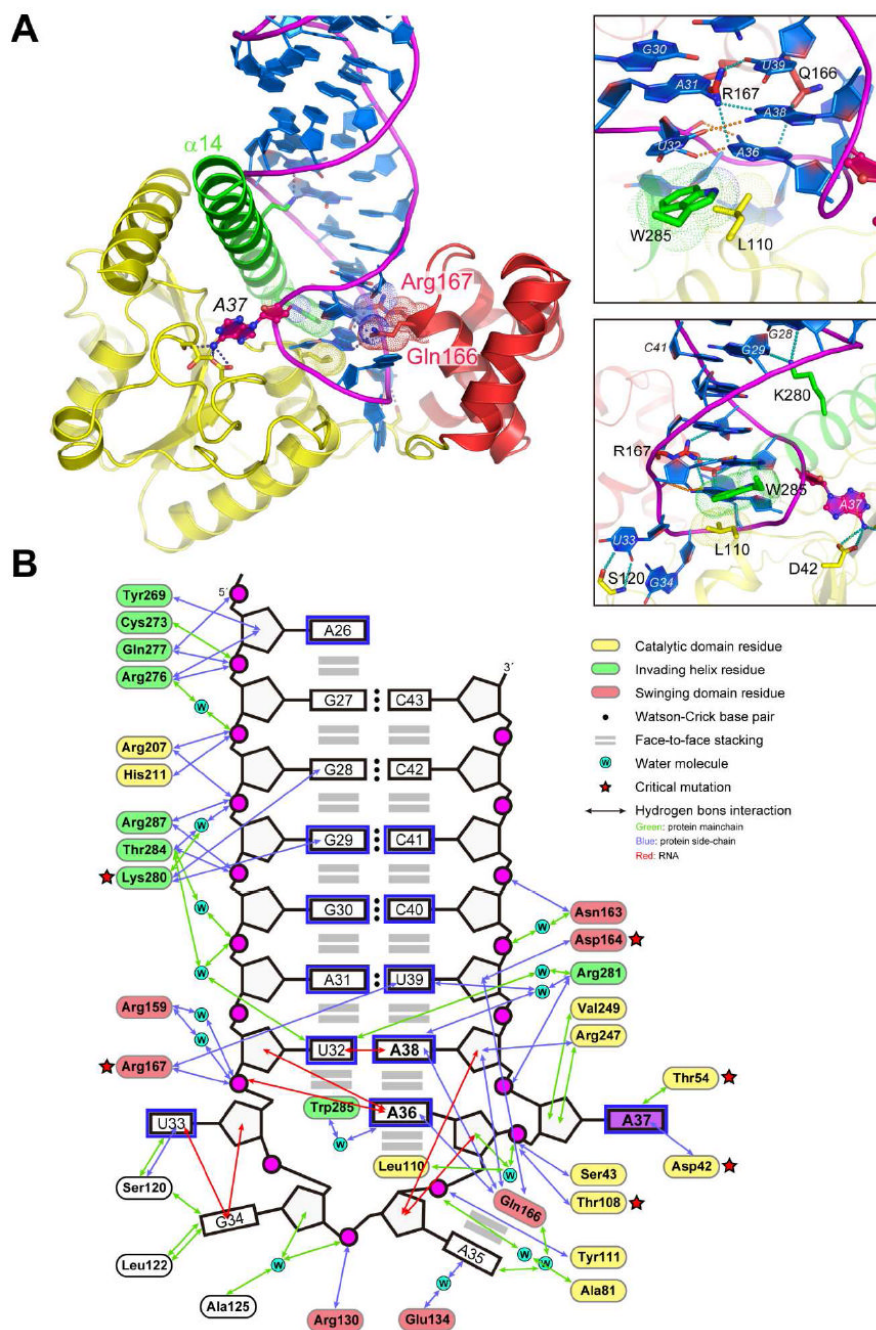 A
α14
A37
Arg167
Gln166
G30
U39
Q166
A31
R167
A38
U32
A36
W285
L110
G28
C41
G29
K280
R167
W285
A37
U33
L110
S120
G34
D42
B
Tyr269
5´
Cys273
A26
Gln277
Arg276
3´
G27
C43
W
Arg207
G28
C42
His211
Arg287
W
G29
C41
Thr284
Lys280
W
G30
C40
Asn163
W
Asp164
W
A31
U39
W
Arg281
W
Val249
Arg159
W
U32
A38
Arg247
W
Arg167
Thr54
Trp285
A36
A37
U33
W
Leu110
Asp42
Ser120
W
Ser43
Gln166
Thr108
G34
Leu122
A35
Tyr111
W
W
W
Ala125
W
Ala81
Arg130
Glu134
Catalytic domain residue
Invading helix residue
Swinging domain residue
Watson-Crick base pair
Face-to-face stacking
W Water molecule
Critical mutation
Hydrogen bons interaction
Green: protein mainchain
Blue: protein side-chain
Red: RNA